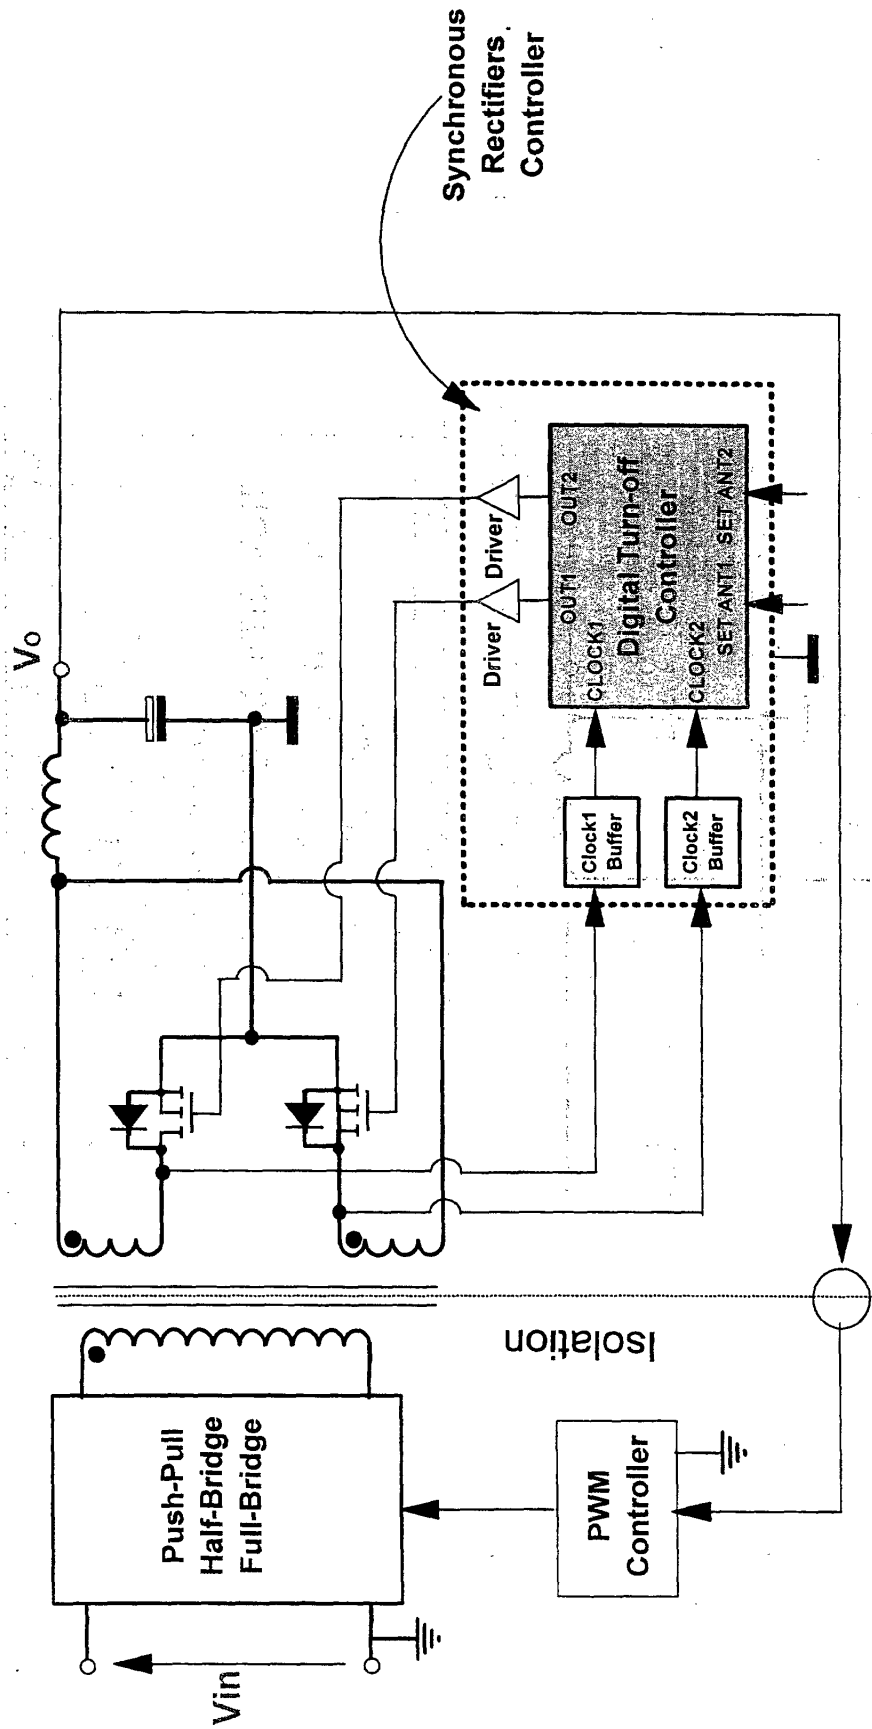 Vin
Push-Pull
Half-Bridge
Full-Bridge
PWM
Controller
Isolation
Vo
Clock1
Buffer
Clock2
Buffer
Driver
Driver
OUT1
OUT2
CLOCK1
Digital Turn-off
Controller
CLOCK2
SET ANT1
SET ANT2
Synchronous
Rectifiers
Controller